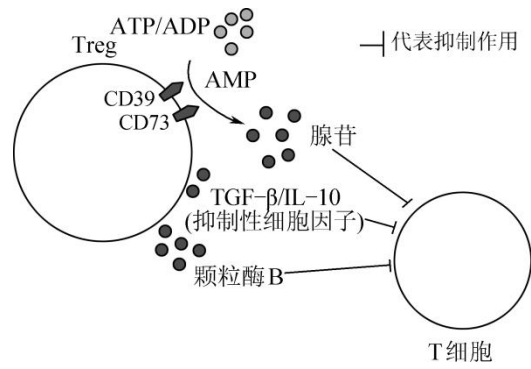 ATP/ADP
Treg
代表抑制作用
AMP
CD39
CD73
腺苷
TGF-β/IL-10
(抑制性细胞因子)
颗粒酶B
T细胞